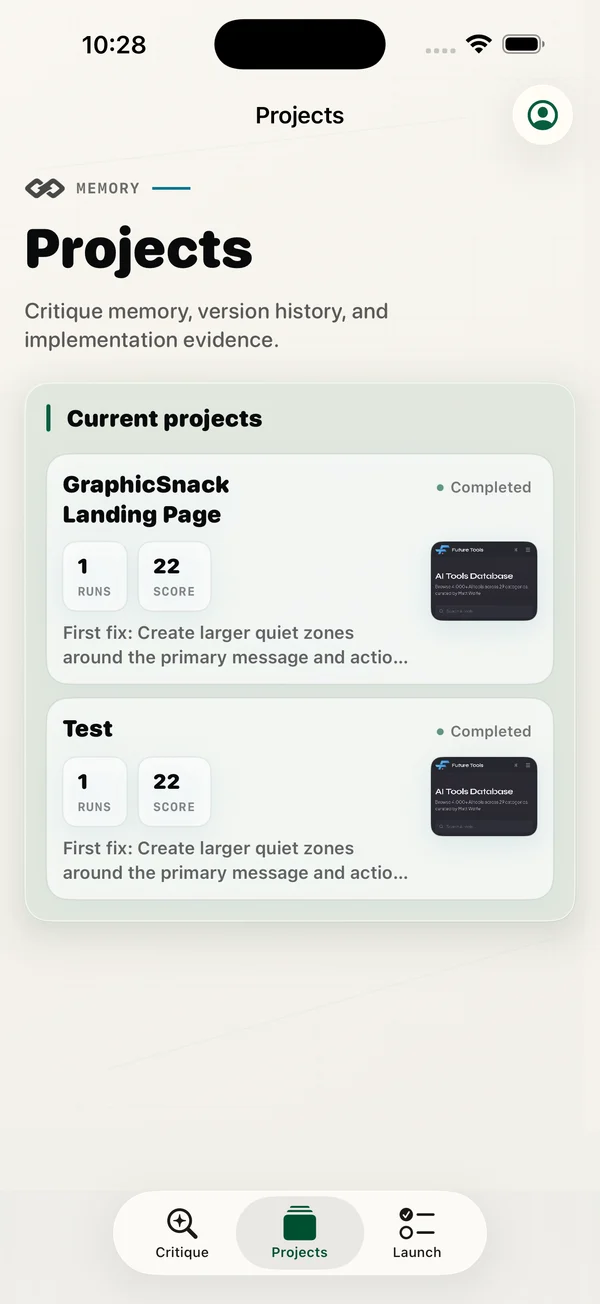 10:28
Projects
MEMORY
Projects
Critique memory, version history, and
implementation evidence.
Current projects
GraphicSnack
Landing Page
Completed
1
RUNS
22
SCORE
Future Tools
AI Tools Database
First fix: Create larger quiet zones
around the primary message and actio...
Test
Completed
1
RUNS
22
SCORE
Future Tools
AI Tools Database
First fix: Create larger quiet zones
around the primary message and actio...
Critique
Projects
Launch